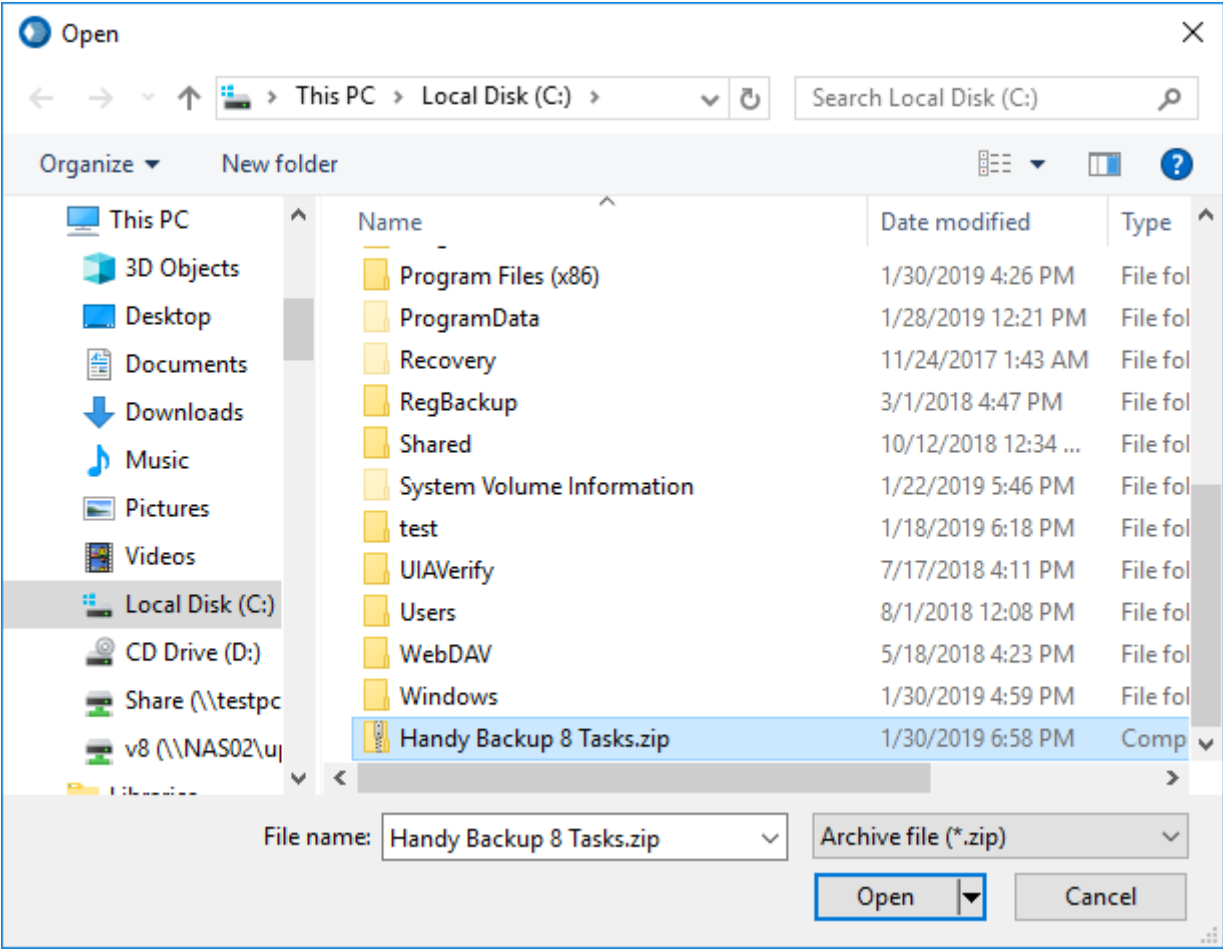 Open
This PC > Local Disk (C:) >
Search Local Disk (C:)
Organize
New folder
?
This PC
3D Objects
Desktop
Documents
Downloads
Music
Pictures
Videos
Local Disk (C:)
CD Drive (D:)
Share (\\testpc
v8 (\\NAS02\up
Name Date modified Type
Program Files (x86) 1/30/2019 4:26 PM File fol
ProgramData 1/28/2019 12:21 PM File fol
Recovery 11/24/2017 1:43 AM File fol
RegBackup 3/1/2018 4:47 PM File fol
Shared 10/12/2018 12:34 ... File fol
System Volume Information 1/22/2019 5:46 PM File fol
test 1/18/2019 6:18 PM File fol
UIAVerify 7/17/2018 4:11 PM File fol
Users 8/1/2018 12:08 PM File fol
WebDAV 5/18/2018 4:23 PM File fol
Windows 1/30/2019 4:59 PM File fol
Handy Backup 8 Tasks.zip 1/30/2019 6:58 PM Comp
File name: Handy Backup 8 Tasks.zip
Archive file (*.zip)
Open
Cancel